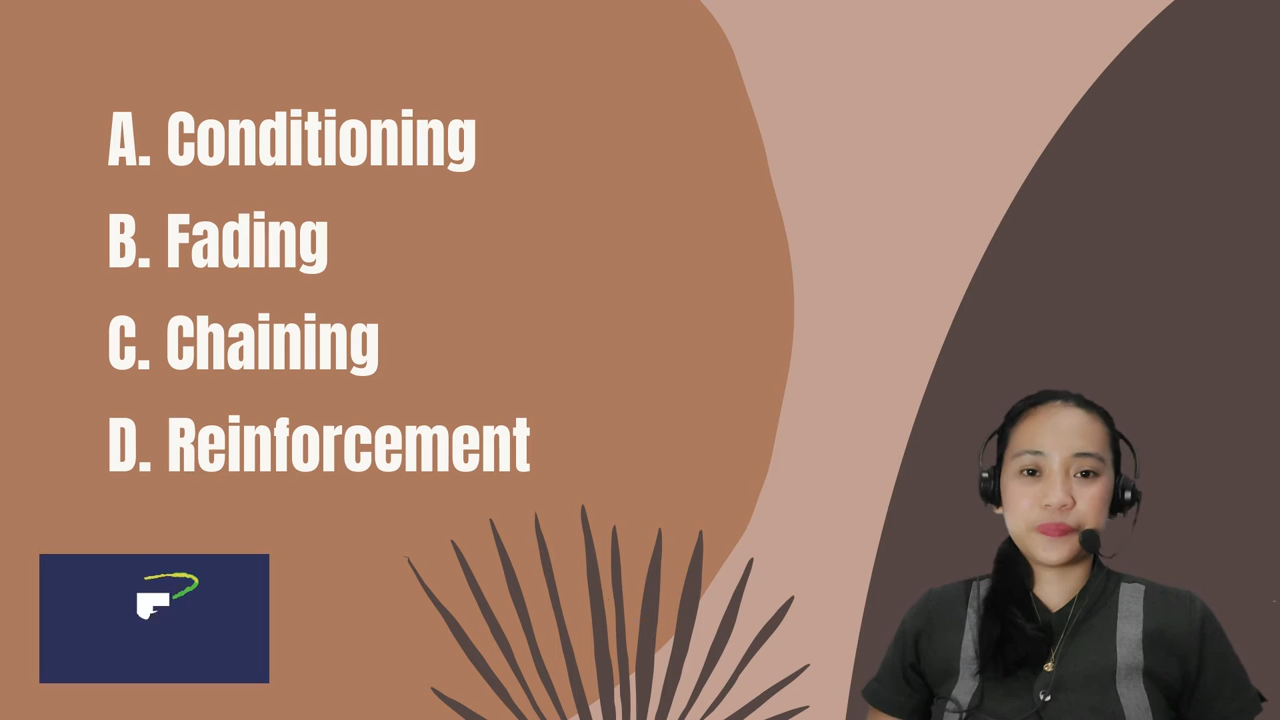 A. Conditioning
B. Fading
C. Chaining
D. Reinforcement